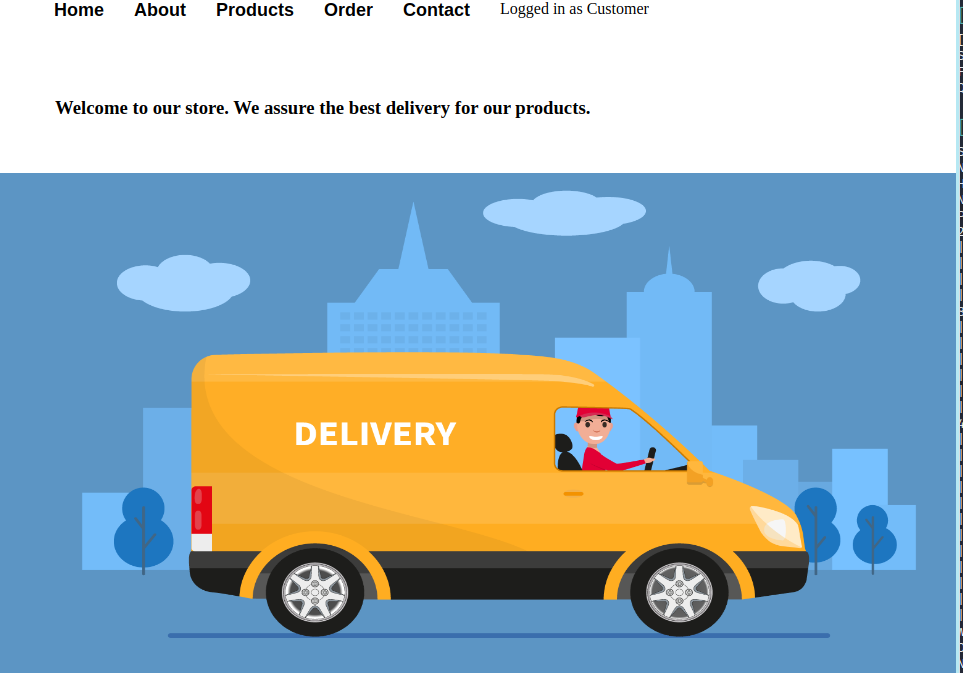 Home About Products Order Contact Logged in as Customer
Welcome to our store. We assure the best delivery for our products.
DELIVERY